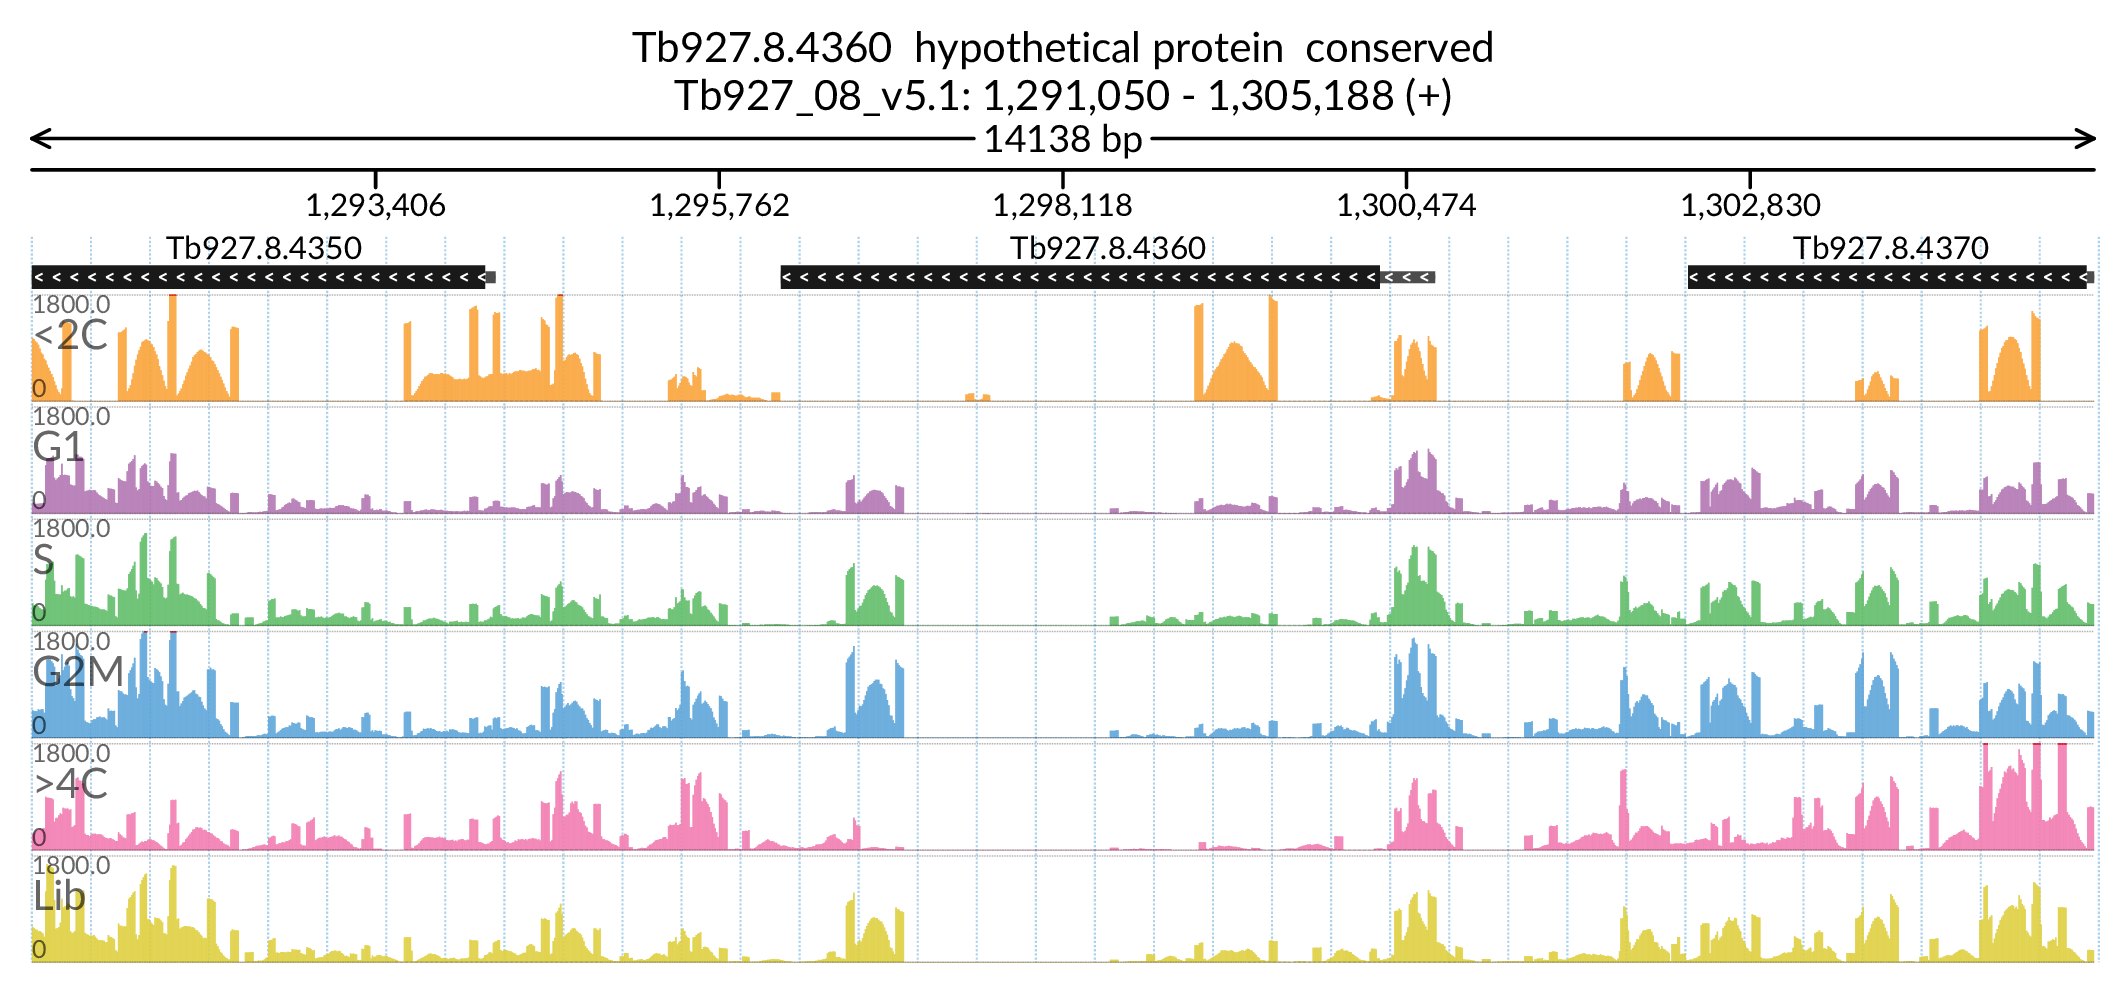 Tb927.8.4360 hypothetical protein conserved
Tb927_08_v5.1: 1,291,050 - 1,305,188 (+)
14138 bp
1,293,406 1,295,762 1,298,118 1,300,474 1,302,830
Tb927.8.4350 Tb927.8.4360 Tb927.8.4370
1800.0
<2C
0
1800.0
G1
0
1800.0
S
0
1800.0
G2M
0
1800.0
>4C
0
1800.0
Lib
0